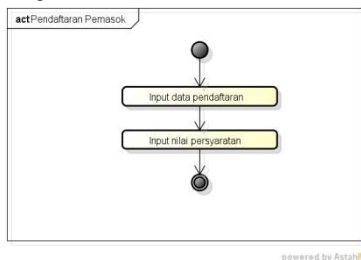 act Pendaftaran Pemasok
Input data pendaftaran
Input nilai persyaratan
powered by Astah